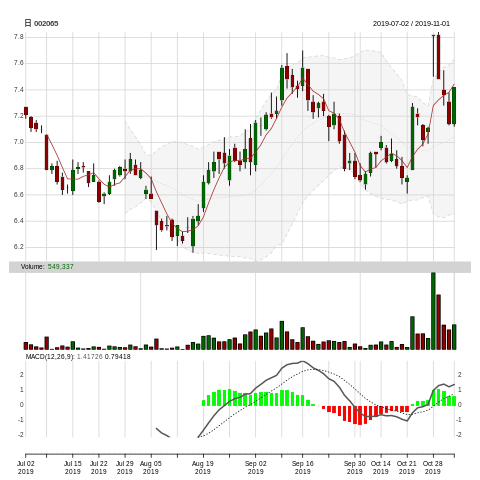 日 002065
2019-07-02 / 2019-11-01
7.8
7.6
7.4
7.2
7.0
6.8
6.6
6.4
6.2
Volume: 549,337
MACD(12,26,9): 1.41726 0.79418
2 2
1 1
0 0
-1 -1
-2 -2
Jul 02 Jul 15 Jul 22 Jul 29 Aug 05 Aug 19 Sep 02 Sep 16 Sep 30 Oct 14 Oct 21 Oct 28
2019 2019 2019 2019 2019 2019 2019 2019 2019 2019 2019 2019